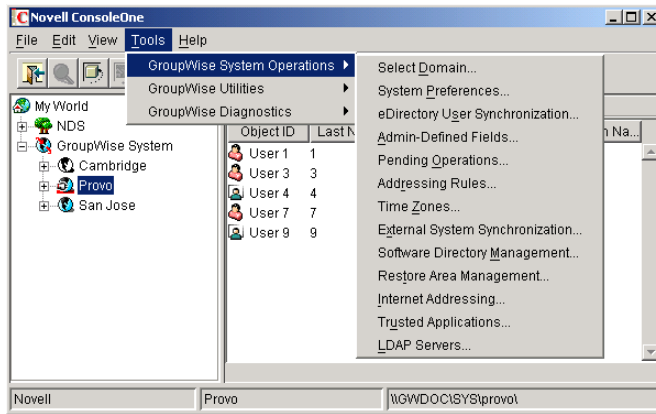 Novell ConsoleOne
File Edit View Tools Help
GroupWise System Operations
GroupWise Utilities
GroupWise Diagnostics
Select Domain...
System Preferences...
eDirectory User Synchronization...
Admin-Defined Fields...
Pending Operations...
Addressing Rules...
Time Zones...
External System Synchronization...
Software Directory Management...
Restore Area Management...
Internet Addressing...
Trusted Applications...
LDAP Servers...
My World
NDS
GroupWise System
Cambridge
Provo
San Jose
Object ID Last N Na...
User 1 1
User 3 3
User 4 4
User 7 7
User 9 9
Novell Provo \\GWDOC\SYS\provo\